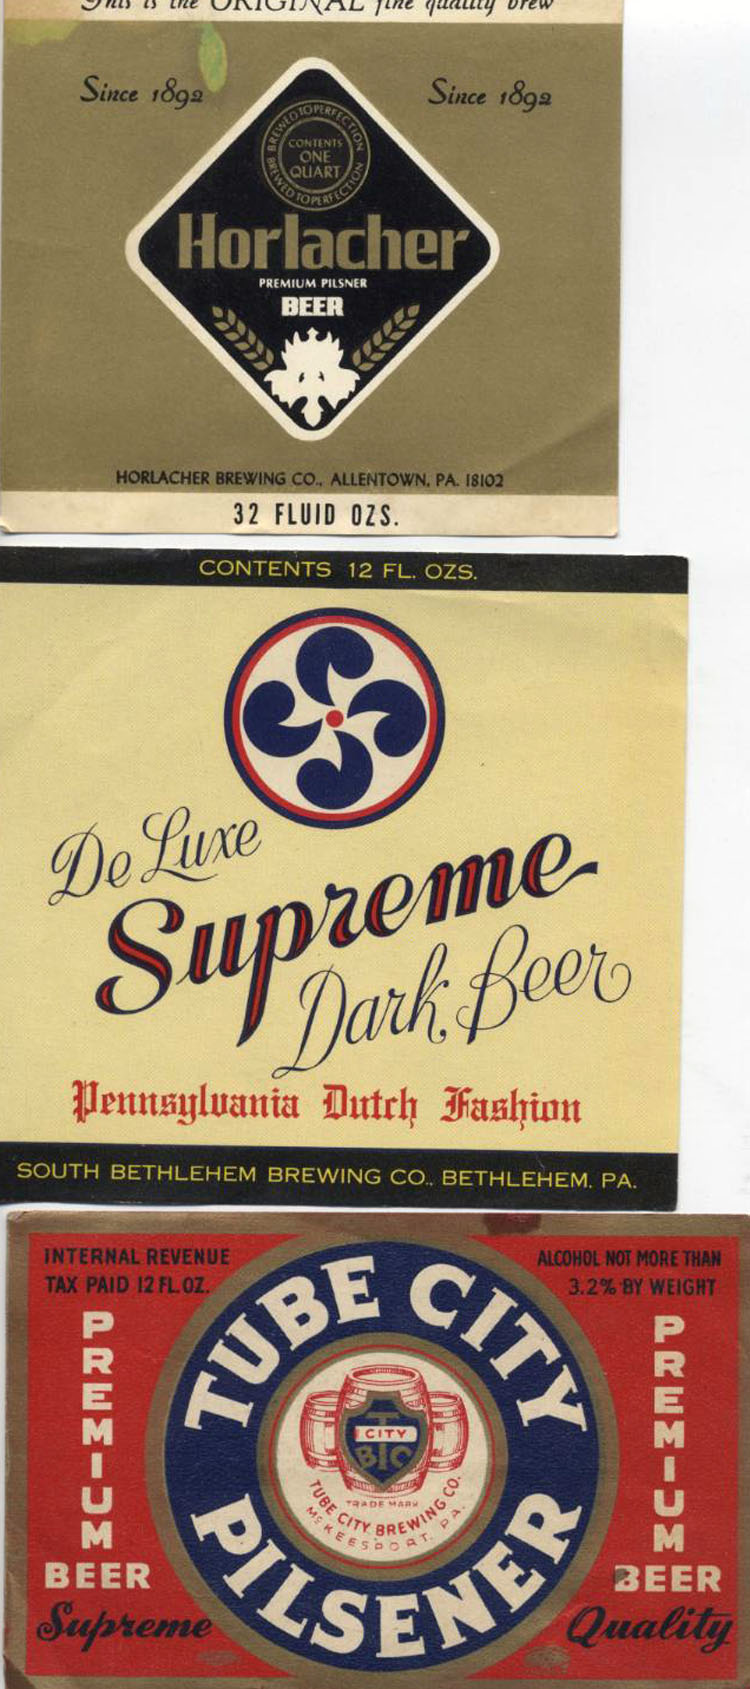 This is the ORIGINAL fine quality brew
Since 1892
Since 1892
BREWED TO PERFECTION
BREWED TO PERFECTION
CONTENTS
ONE
QUART
Horlacher
PREMIUM PILSNER
BEER
HORLACHER BREWING CO., ALLENTOWN, PA. 18102
32 FLUID OZS.
CONTENTS 12 FL. OZS.
De Luxe
Supreme
Dark Beer
Pennsylvania Dutch Fashion
SOUTH BETHLEHEM BREWING CO., BETHLEHEM, PA.
INTERNAL REVENUE
TAX PAID 12 FL. OZ.
ALCOHOL NOT MORE THAN
3.2% BY WEIGHT
PREMIUM
BEER
Supreme
TUBE CITY
CITY
TBC
TRADE MARK
TUBE CITY BREWING CO.
McKEESPORT, PA.
PILSENER
PREMIUM
BEER
Quality